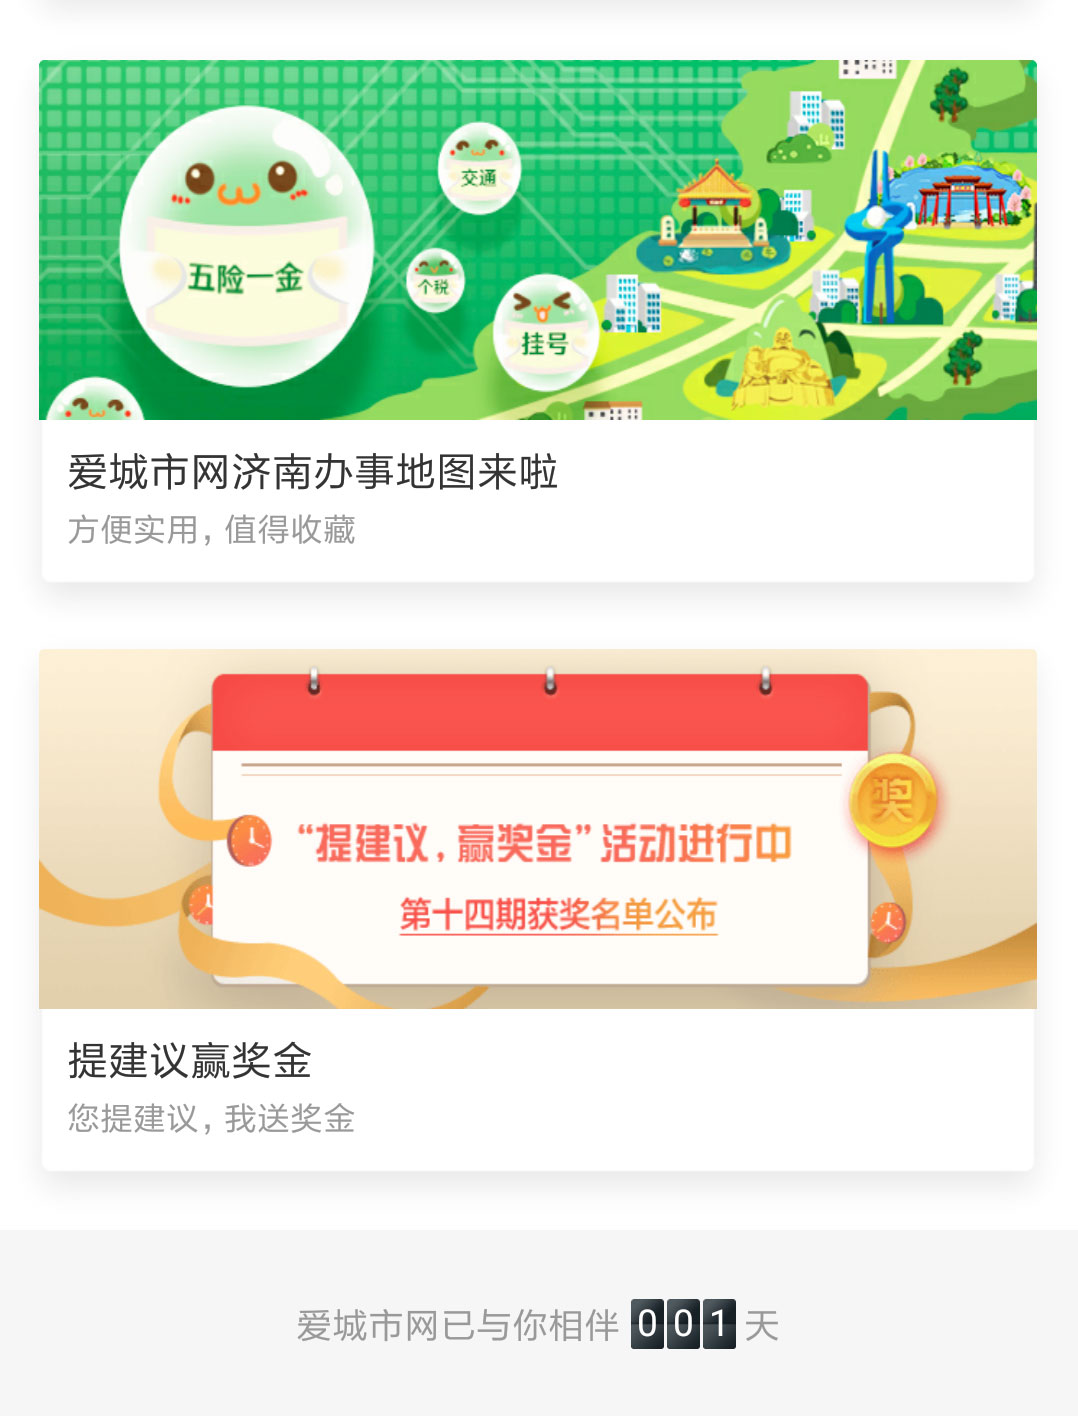 五险一金
交通
个税
挂号
爱城市网济南办事地图来啦
方便实用，值得收藏
“提建议，赢奖金”活动进行中
奖
第十四期获奖名单公布
提建议赢奖金
您提建议，我送奖金
爱城市网已与你相伴 001 天